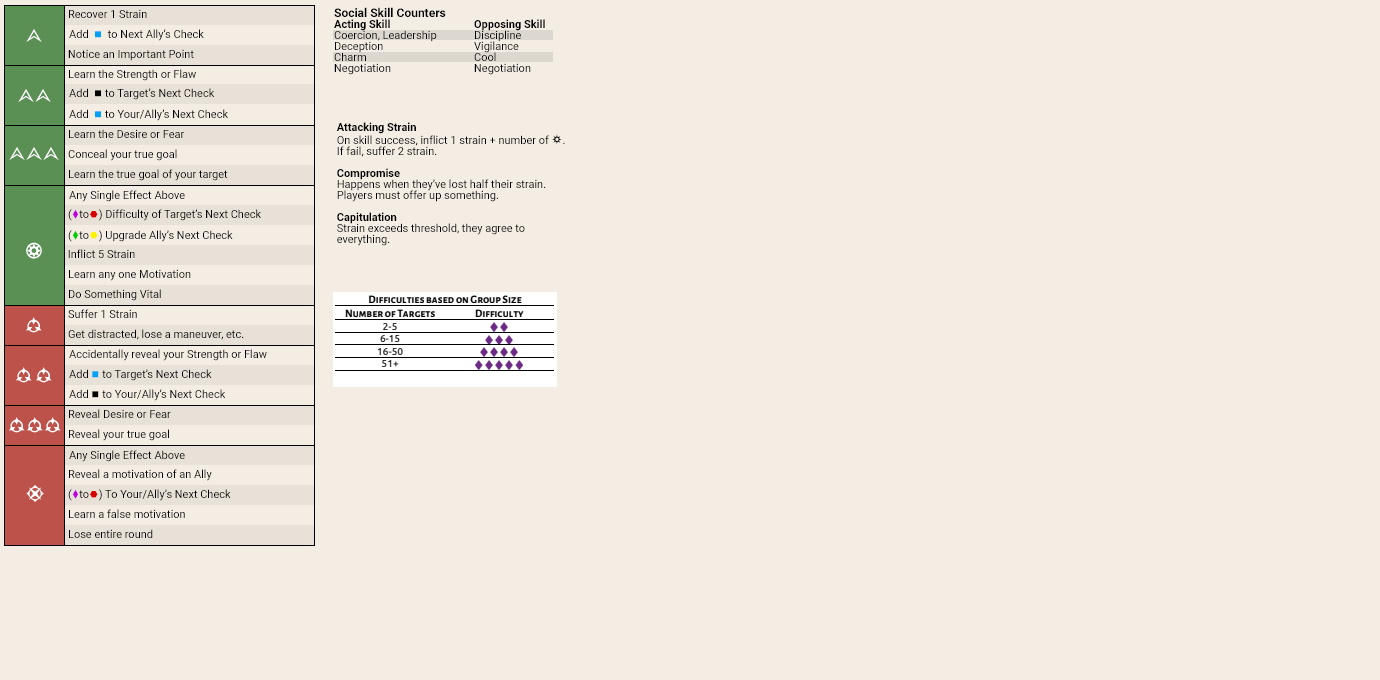 Recover 1 Strain
Add to Next Ally's Check
Notice an Important Point
Learn the Strength or Flaw
Add to Target's Next Check
Add to Your/Ally's Next Check
Learn the Desire or Fear
Conceal your true goal
Learn the true goal of your target
Any Single Effect Above
( to ) Difficulty of Target's Next Check
( to ) Upgrade Ally's Next Check
Inflict 5 Strain
Learn any one Motivation
Do Something Vital
Suffer 1 Strain
Get distracted, lose a maneuver, etc.
Accidentally reveal your Strength or Flaw
Add to Target's Next Check
Add to Your/Ally's Next Check
Reveal Desire or Fear
Reveal your true goal
Any Single Effect Above
Reveal a motivation of an Ally
( to ) To Your/Ally's Next Check
Learn a false motivation
Lose entire round
Social Skill Counters
Acting Skill Opposing Skill
Coercion, Leadership Discipline
Deception Vigilance
Charm Cool
Negotiation Negotiation
Attacking Strain
On skill success, inflict 1 strain + number of .
If fail, suffer 2 strain.
Compromise
Happens when they've lost half their strain.
Players must offer up something.
Capitulation
Strain exceeds threshold, they agree to
everything.
Difficulties based on Group Size
Number of Targets Difficulty
2-5
6-15
16-50
51+